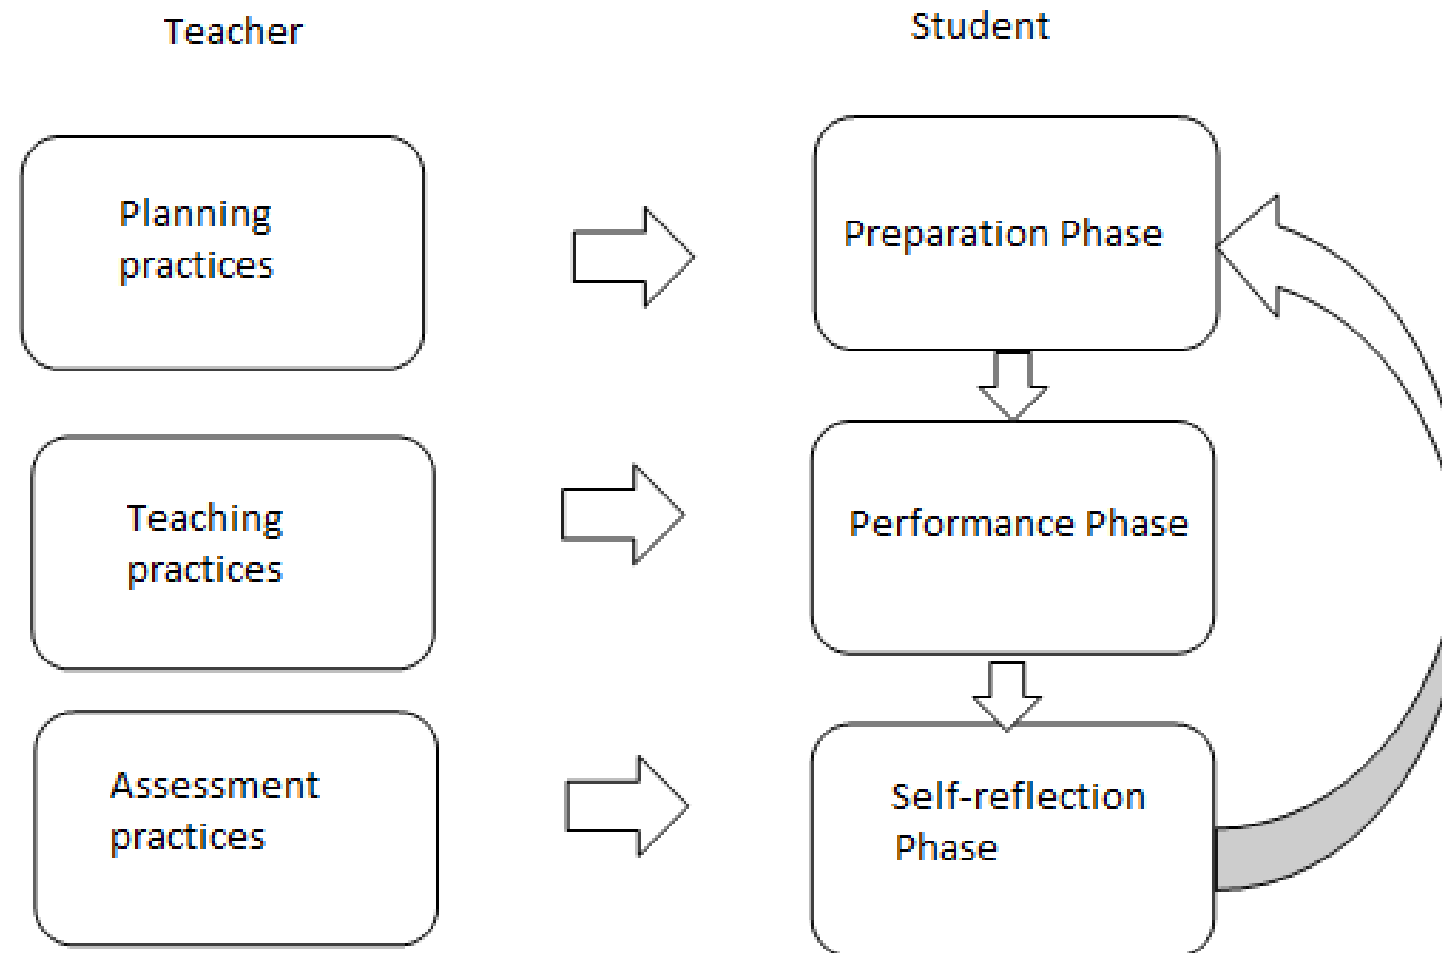 Teacher
Student
Planning
practices
Preparation Phase
Teaching
practices
Performance Phase
Assessment
practices
Self-reflection
Phase